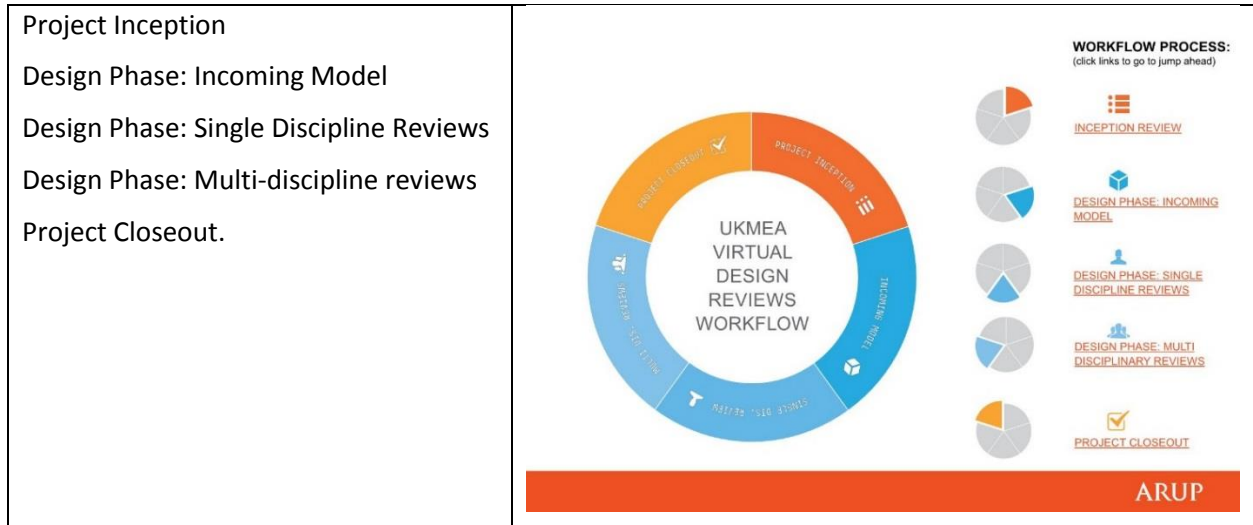 Project Inception
Design Phase: Incoming Model
Design Phase: Single Discipline Reviews
Design Phase: Multi-discipline reviews
Project Closeout.
WORKFLOW PROCESS:
(click links to go to jump ahead)
PROJECT CLOSEOUT
PROJECT INCEPTION
INCOMING MODEL
SINGLE DIS. REVIEW
MULTI DIS. REVIEWS
UKMEA
VIRTUAL
DESIGN
REVIEWS
WORKFLOW
INCEPTION REVIEW
DESIGN PHASE: INCOMING
MODEL
DESIGN PHASE: SINGLE
DISCIPLINE REVIEWS
DESIGN PHASE: MULTI
DISCIPLINARY REVIEWS
PROJECT CLOSEOUT
ARUP